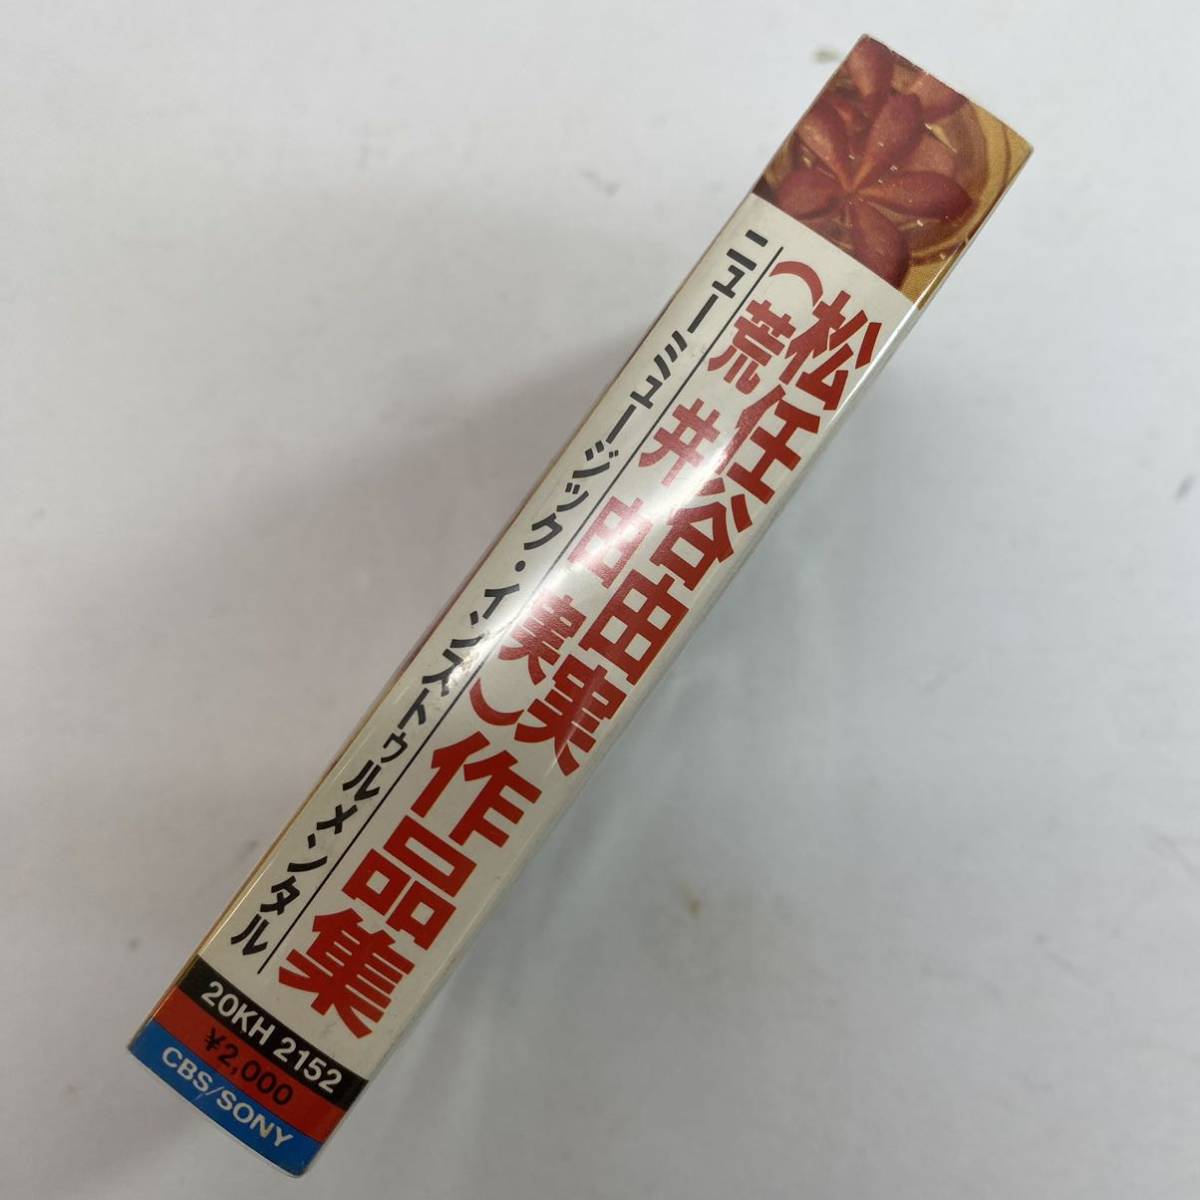 松任谷由実
(荒井由実)
作品集
ニューミュージック・インストゥルメンタル
20KH 2152
¥2,000
CBS/SONY